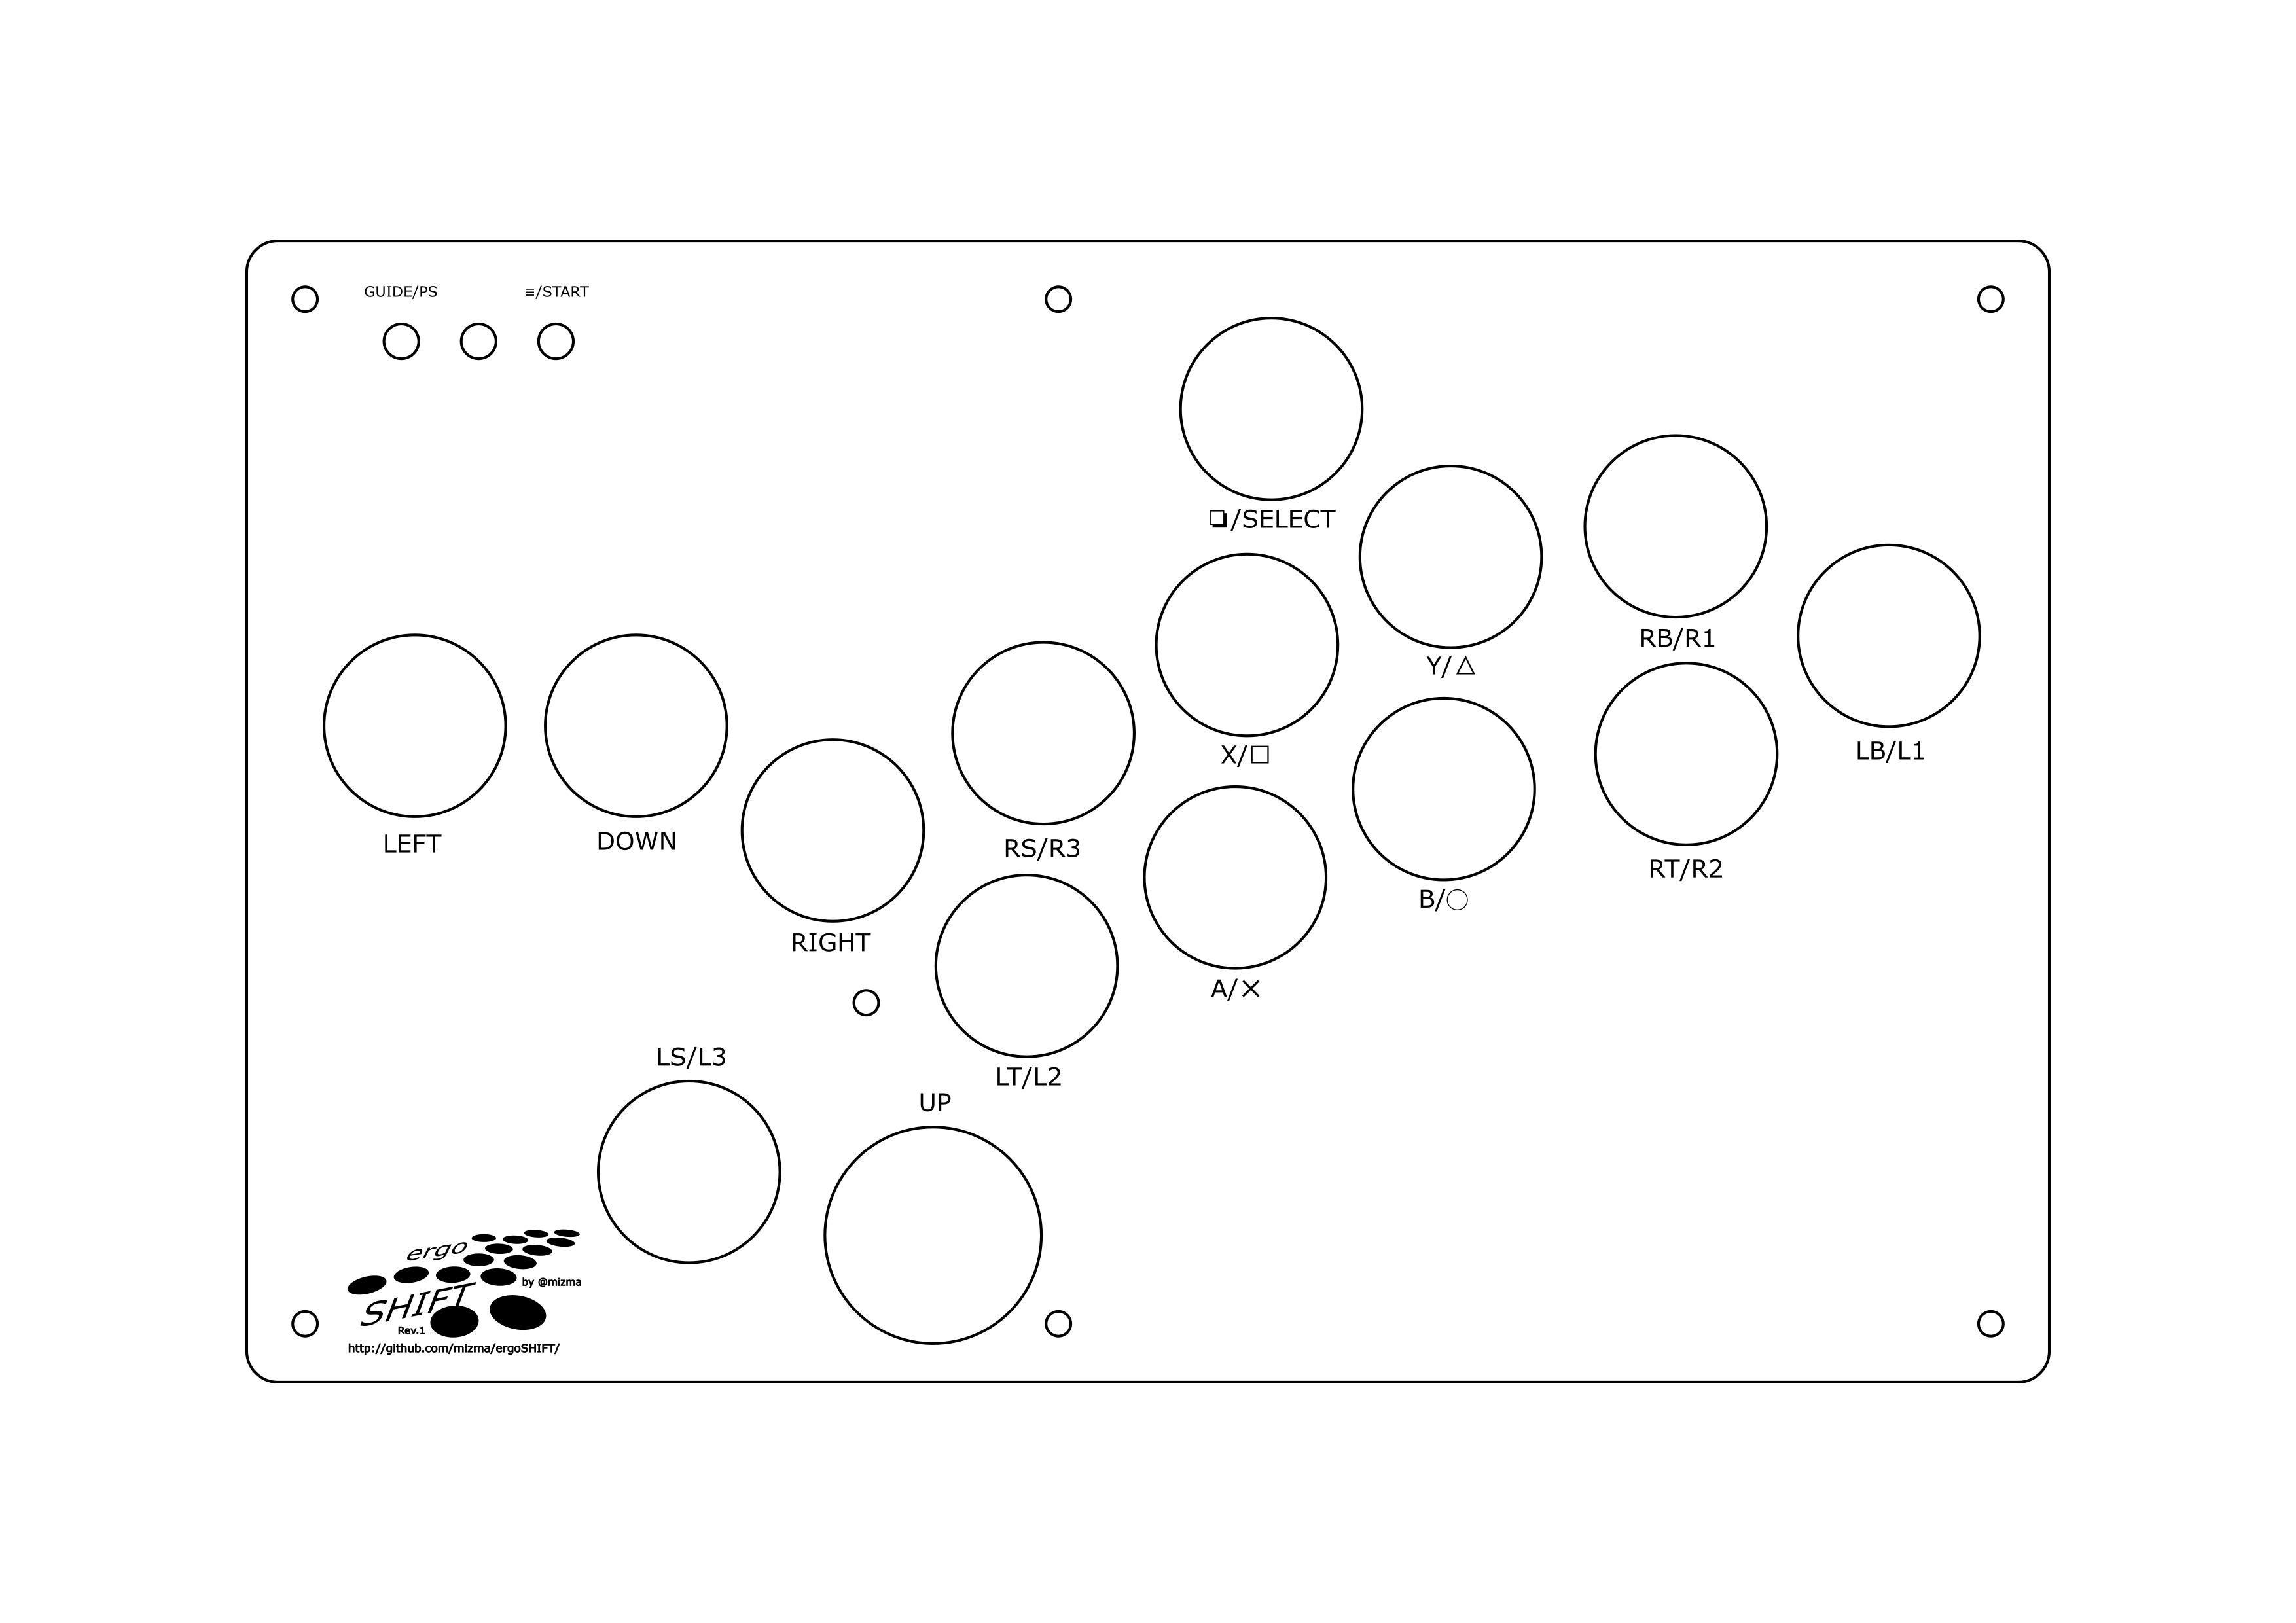 GUIDE/PS
≡/START
❏/SELECT
RB/R1
Y/△
LB/L1
X/□
LEFT
DOWN
RS/R3
RT/R2
B/○
RIGHT
A/×
LS/L3
LT/L2
UP
ergo
by @mizma
SHIFT
Rev.1
http://github.com/mizma/ergoSHIFT/